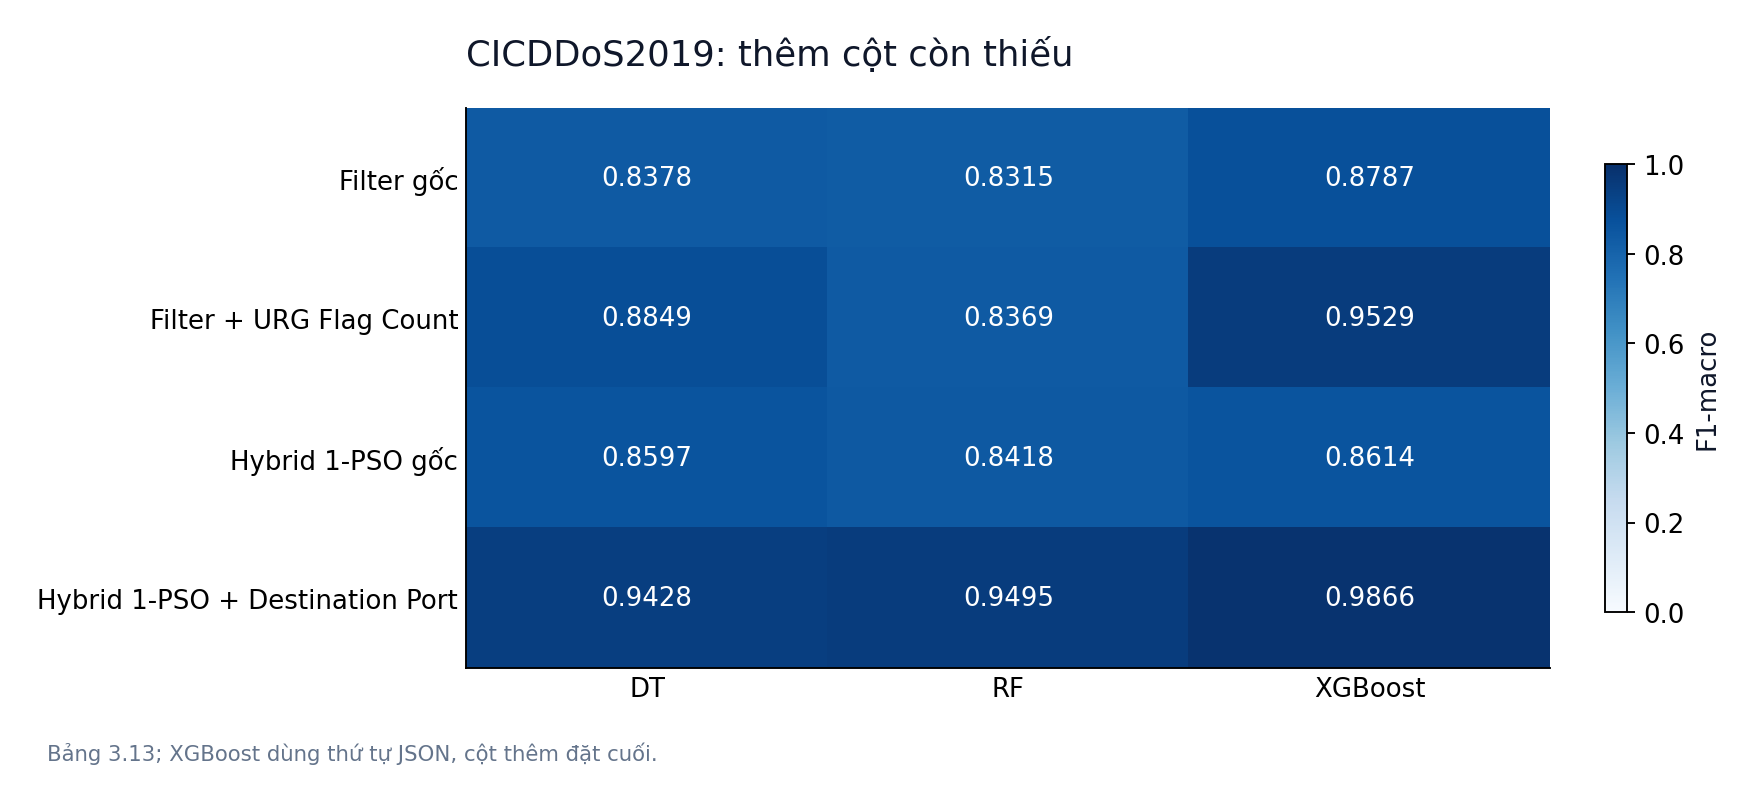 CICDDoS2019: thêm cột còn thiếu
Filter gốc 0.8378 0.8315 0.8787
Filter + URG Flag Count 0.8849 0.8369 0.9529
Hybrid 1-PSO gốc 0.8597 0.8418 0.8614
Hybrid 1-PSO + Destination Port 0.9428 0.9495 0.9866
DT RF XGBoost
1.0
0.8
0.6
0.4
0.2
0.0
F1-macro
Bảng 3.13; XGBoost dùng thứ tự JSON, cột thêm đặt cuối.